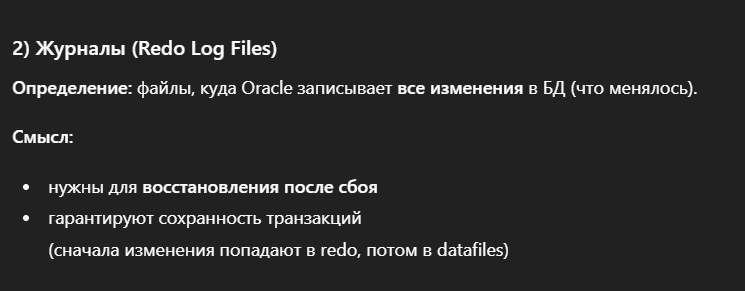 2) Журналы (Redo Log Files)
Определение: файлы, куда Oracle записывает все изменения в БД (что менялось).
Смысл:
• нужны для восстановления после сбоя
• гарантируют сохранность транзакций
(сначала изменения попадают в redo, потом в datafiles)